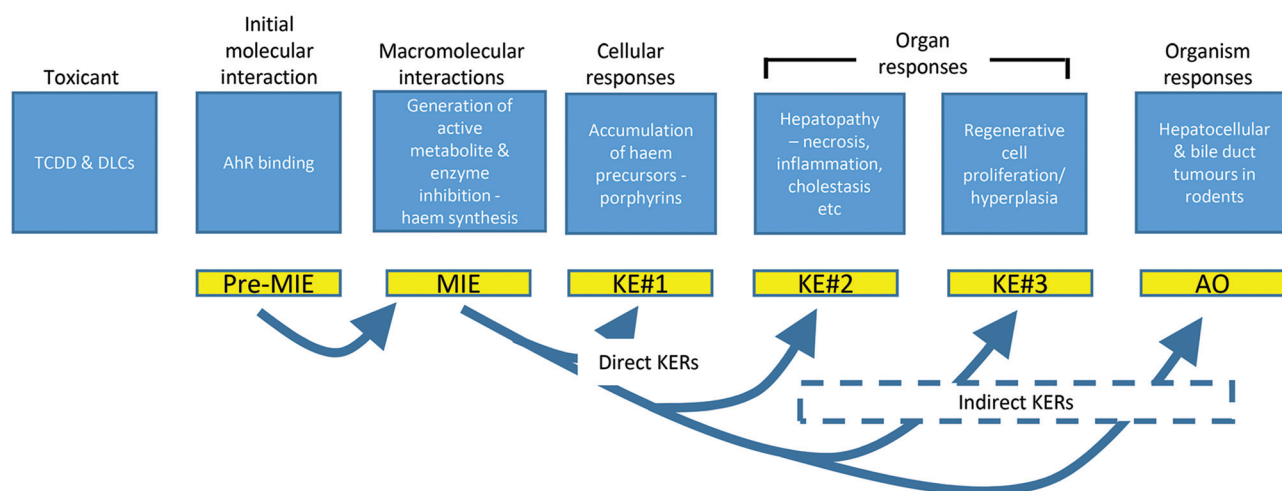 Toxicant
Initial
molecular
interaction
Macromolecular
interactions
Cellular
responses
Organ
responses
Organism
responses
TCDD & DLCs
AhR binding
Generation of
active
metabolite &
enzyme
inhibition -
haem synthesis
Accumulation
of haem
precursors -
porphyrins
Hepatopathy
– necrosis,
inflammation,
cholestasis
etc
Regenerative
cell
proliferation/
hyperplasia
Hepatocellular
& bile duct
tumours in
rodents
Pre-MIE
MIE
KE#1
KE#2
KE#3
AO
Direct KERs
Indirect KERs